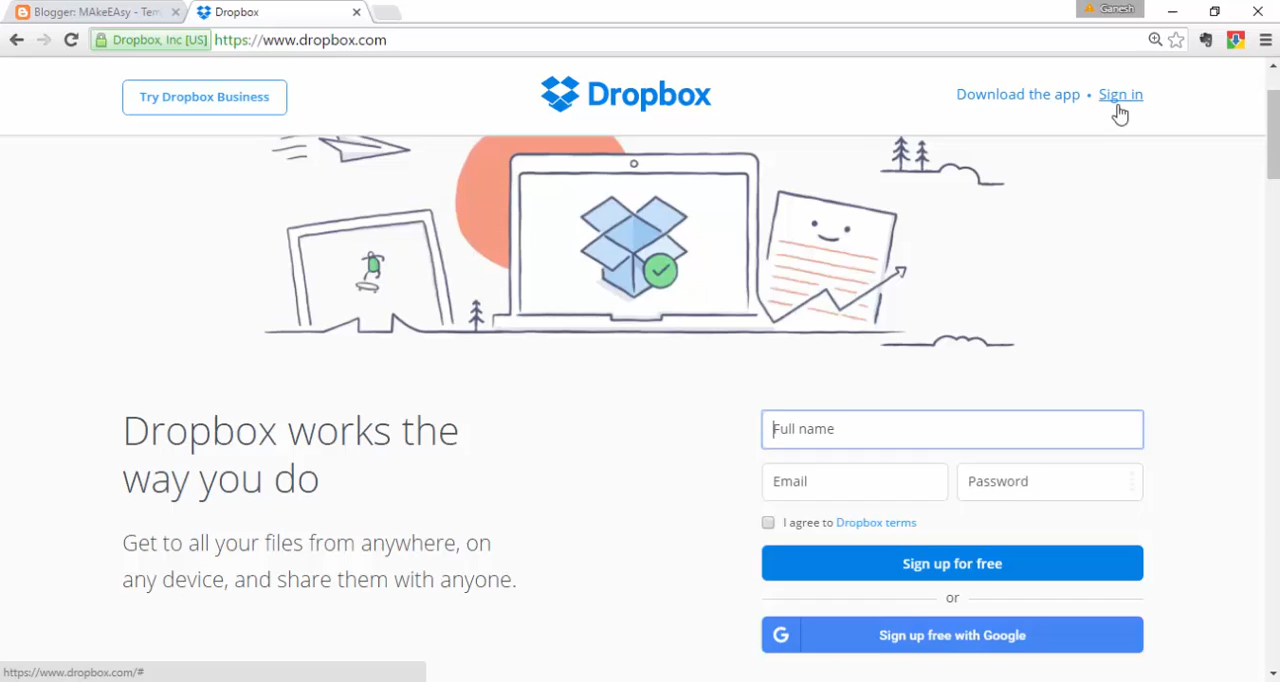 Blogger: MAkeEAsy - Tem
Dropbox
Ganesh
Dropbox, Inc [US]
https://www.dropbox.com
Try Dropbox Business
Dropbox
Download the app • Sign in
Dropbox works the
way you do
Get to all your files from anywhere, on
any device, and share them with anyone.
Full name
Email
Password
I agree to Dropbox terms
Sign up for free
or
G
Sign up free with Google
https://www.dropbox.com/#